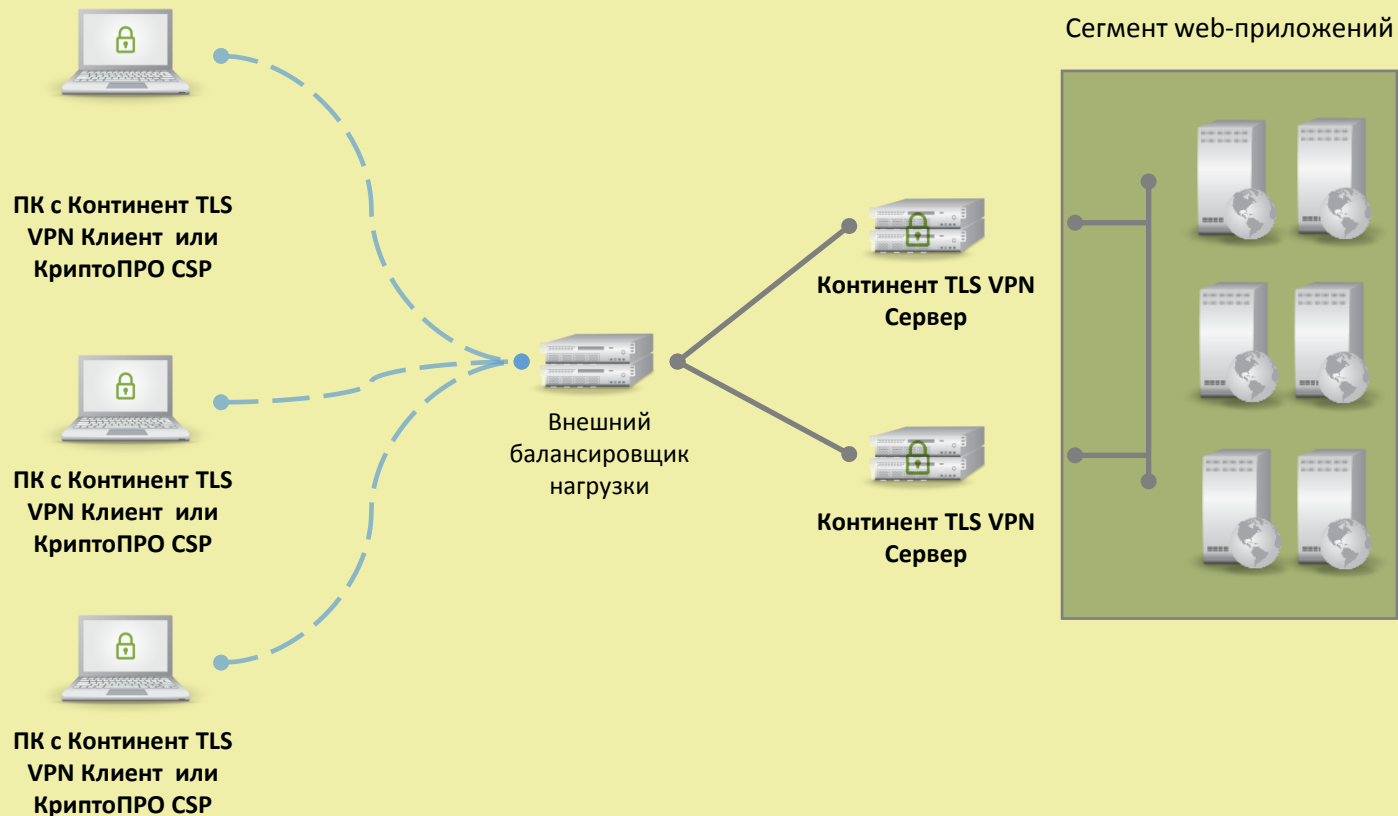 Сегмент web-приложений
ПК с Континент TLS
VPN Клиент или
КриптоПРО CSP
Континент TLS VPN
Сервер
Внешний
балансировщик
нагрузки
ПК с Континент TLS
VPN Клиент или
КриптоПРО CSP
Континент TLS VPN
Сервер
ПК с Континент TLS
VPN Клиент или
КриптоПРО CSP